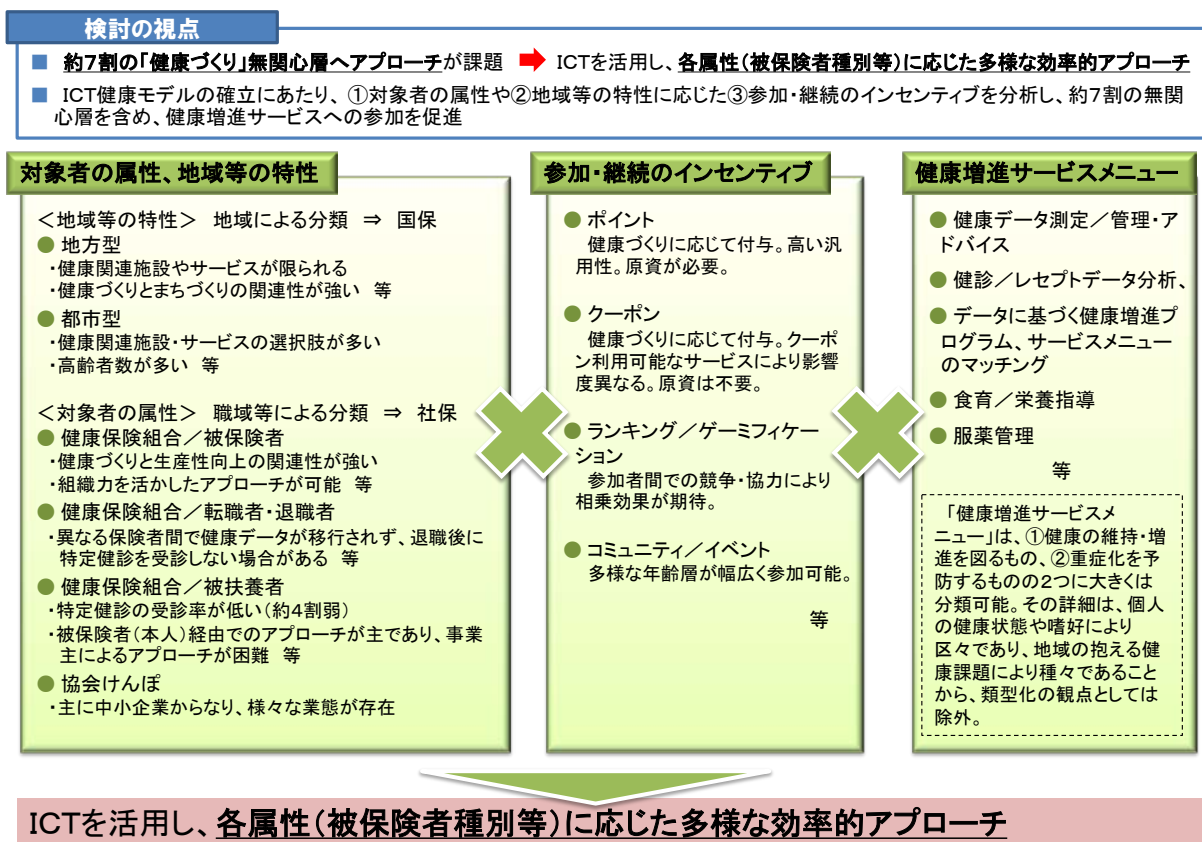 検討の視点
■ 約7割の「健康づくり」無関心層へアプローチが課題 ➡ ICTを活用し、各属性(被保険者種別等)に応じた多様な効率的アプローチ
■ ICT健康モデルの確立にあたり、①対象者の属性や②地域等の特性に応じた③参加・継続のインセンティブを分析し、約7割の無関
心層を含め、健康増進サービスへの参加を促進
対象者の属性、地域等の特性
<地域等の特性> 地域による分類 ⇒ 国保
● 地方型
・健康関連施設やサービスが限られる
・健康づくりとまちづくりの関連性が強い 等
● 都市型
・健康関連施設・サービスの選択肢が多い
・高齢者数が多い 等
<対象者の属性> 職域等による分類 ⇒ 社保
● 健康保険組合/被保険者
・健康づくりと生産性向上の関連性が強い
・組織力を活かしたアプローチが可能 等
● 健康保険組合/転職者・退職者
・異なる保険者間で健康データが移行されず、退職後に
特定健診を受診しない場合がある 等
● 健康保険組合/被扶養者
・特定健診の受診率が低い(約4割弱)
・被保険者(本人)経由でのアプローチが主であり、事業
主によるアプローチが困難 等
● 協会けんぽ
・主に中小企業からなり、様々な業態が存在
参加・継続のインセンティブ
● ポイント
健康づくりに応じて付与。高い汎
用性。原資が必要。
● クーポン
健康づくりに応じて付与。クーポ
ン利用可能なサービスにより影響
度異なる。原資は不要。
● ランキング/ゲーミフィケー
ション
参加者間での競争・協力により
相乗効果が期待。
● コミュニティ/イベント
多様な年齢層が幅広く参加可能。
等
健康増進サービスメニュー
● 健康データ測定/管理・ア
ドバイス
● 健診/レセプトデータ分析、
● データに基づく健康増進プ
ログラム、サービスメニュー
のマッチング
● 食育/栄養指導
● 服薬管理
等
「健康増進サービスメ
ニュー」は、①健康の維持・増
進を図るもの、②重症化を予
防するものの2つに大きくは
分類可能。その詳細は、個人
の健康状態や嗜好により
区々であり、地域の抱える健
康課題により種々であること
から、類型化の観点としては
除外。
ICTを活用し、各属性(被保険者種別等)に応じた多様な効率的アプローチ